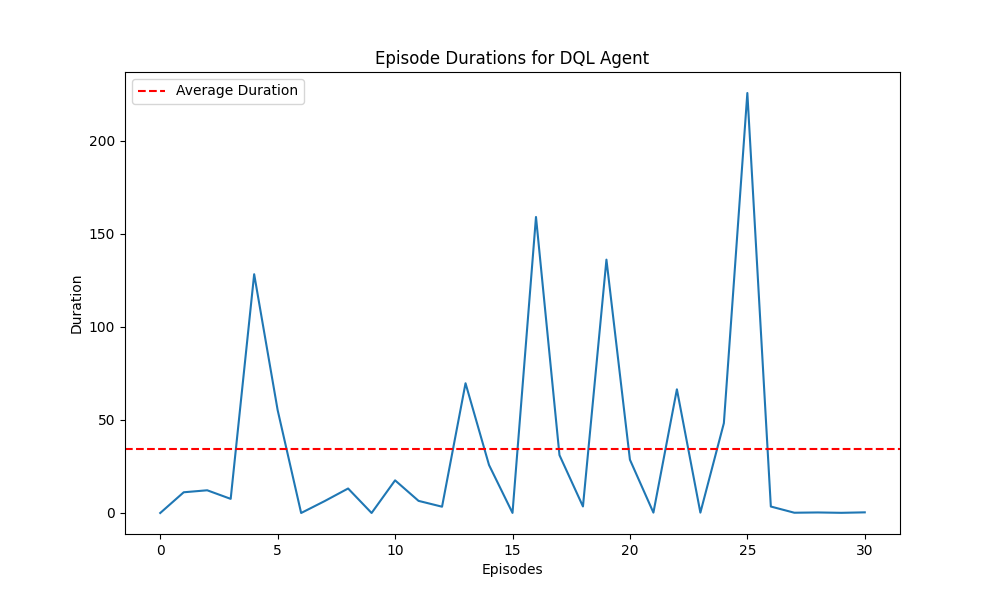 Episode Durations for DQL Agent
Average Duration
200
150
100
50
0
Duration
0 5 10 15 20 25 30
Episodes